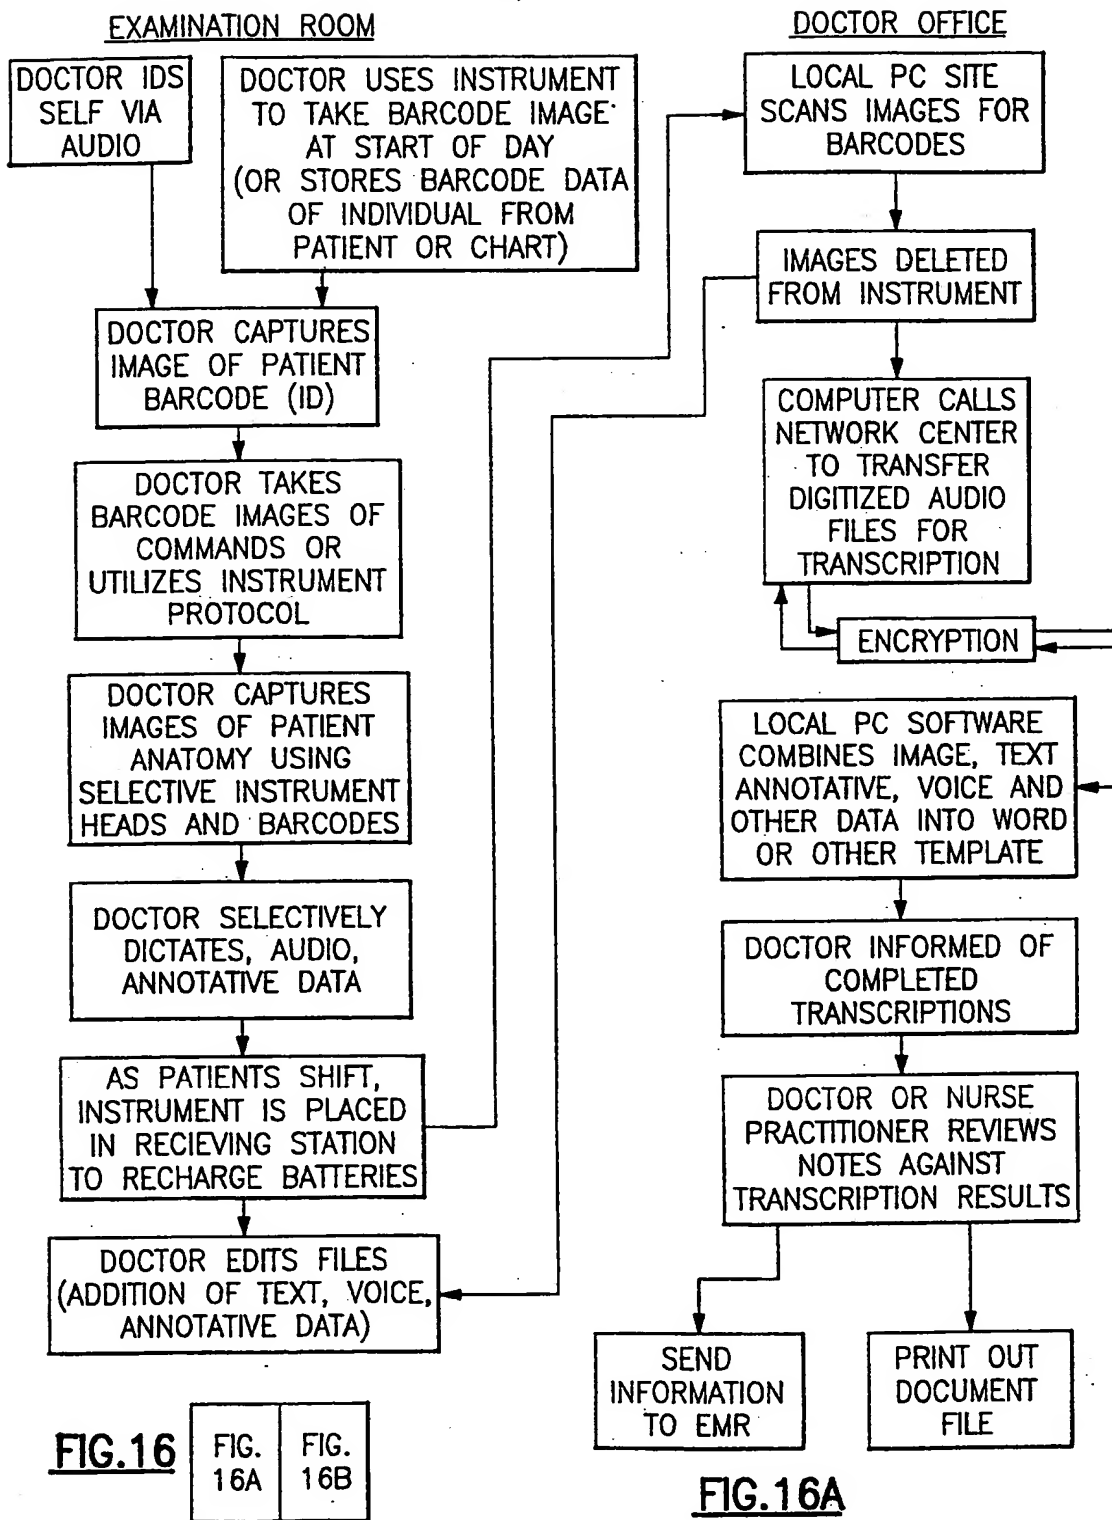 EXAMINATION ROOM
DOCTOR IDS
SELF VIA
AUDIO
DOCTOR USES INSTRUMENT
TO TAKE BARCODE IMAGE
AT START OF DAY
(OR STORES BARCODE DATA
OF INDIVIDUAL FROM
PATIENT OR CHART)
DOCTOR CAPTURES
IMAGE OF PATIENT
BARCODE (ID)
DOCTOR TAKES
BARCODE IMAGES OF
COMMANDS OR
UTILIZES INSTRUMENT
PROTOCOL
DOCTOR CAPTURES
IMAGES OF PATIENT
ANATOMY USING
SELECTIVE INSTRUMENT
HEADS AND BARCODES
DOCTOR SELECTIVELY
DICTATES, AUDIO,
ANNOTATIVE DATA
AS PATIENTS SHIFT,
INSTRUMENT IS PLACED
IN RECIEVING STATION
TO RECHARGE BATTERIES
DOCTOR EDITS FILES
(ADDITION OF TEXT, VOICE,
ANNOTATIVE DATA)
DOCTOR OFFICE
LOCAL PC SITE
SCANS IMAGES FOR
BARCODES
IMAGES DELETED
FROM INSTRUMENT
COMPUTER CALLS
NETWORK CENTER
TO TRANSFER
DIGITIZED AUDIO
FILES FOR
TRANSCRIPTION
ENCRYPTION
LOCAL PC SOFTWARE
COMBINES IMAGE, TEXT
ANNOTATIVE, VOICE AND
OTHER DATA INTO WORD
OR OTHER TEMPLATE
DOCTOR INFORMED OF
COMPLETED
TRANSCRIPTIONS
DOCTOR OR NURSE
PRACTITIONER REVIEWS
NOTES AGAINST
TRANSCRIPTION RESULTS
SEND
INFORMATION
TO EMR
PRINT OUT
DOCUMENT
FILE
FIG.16
FIG.
16A
FIG.
16B
FIG.16A